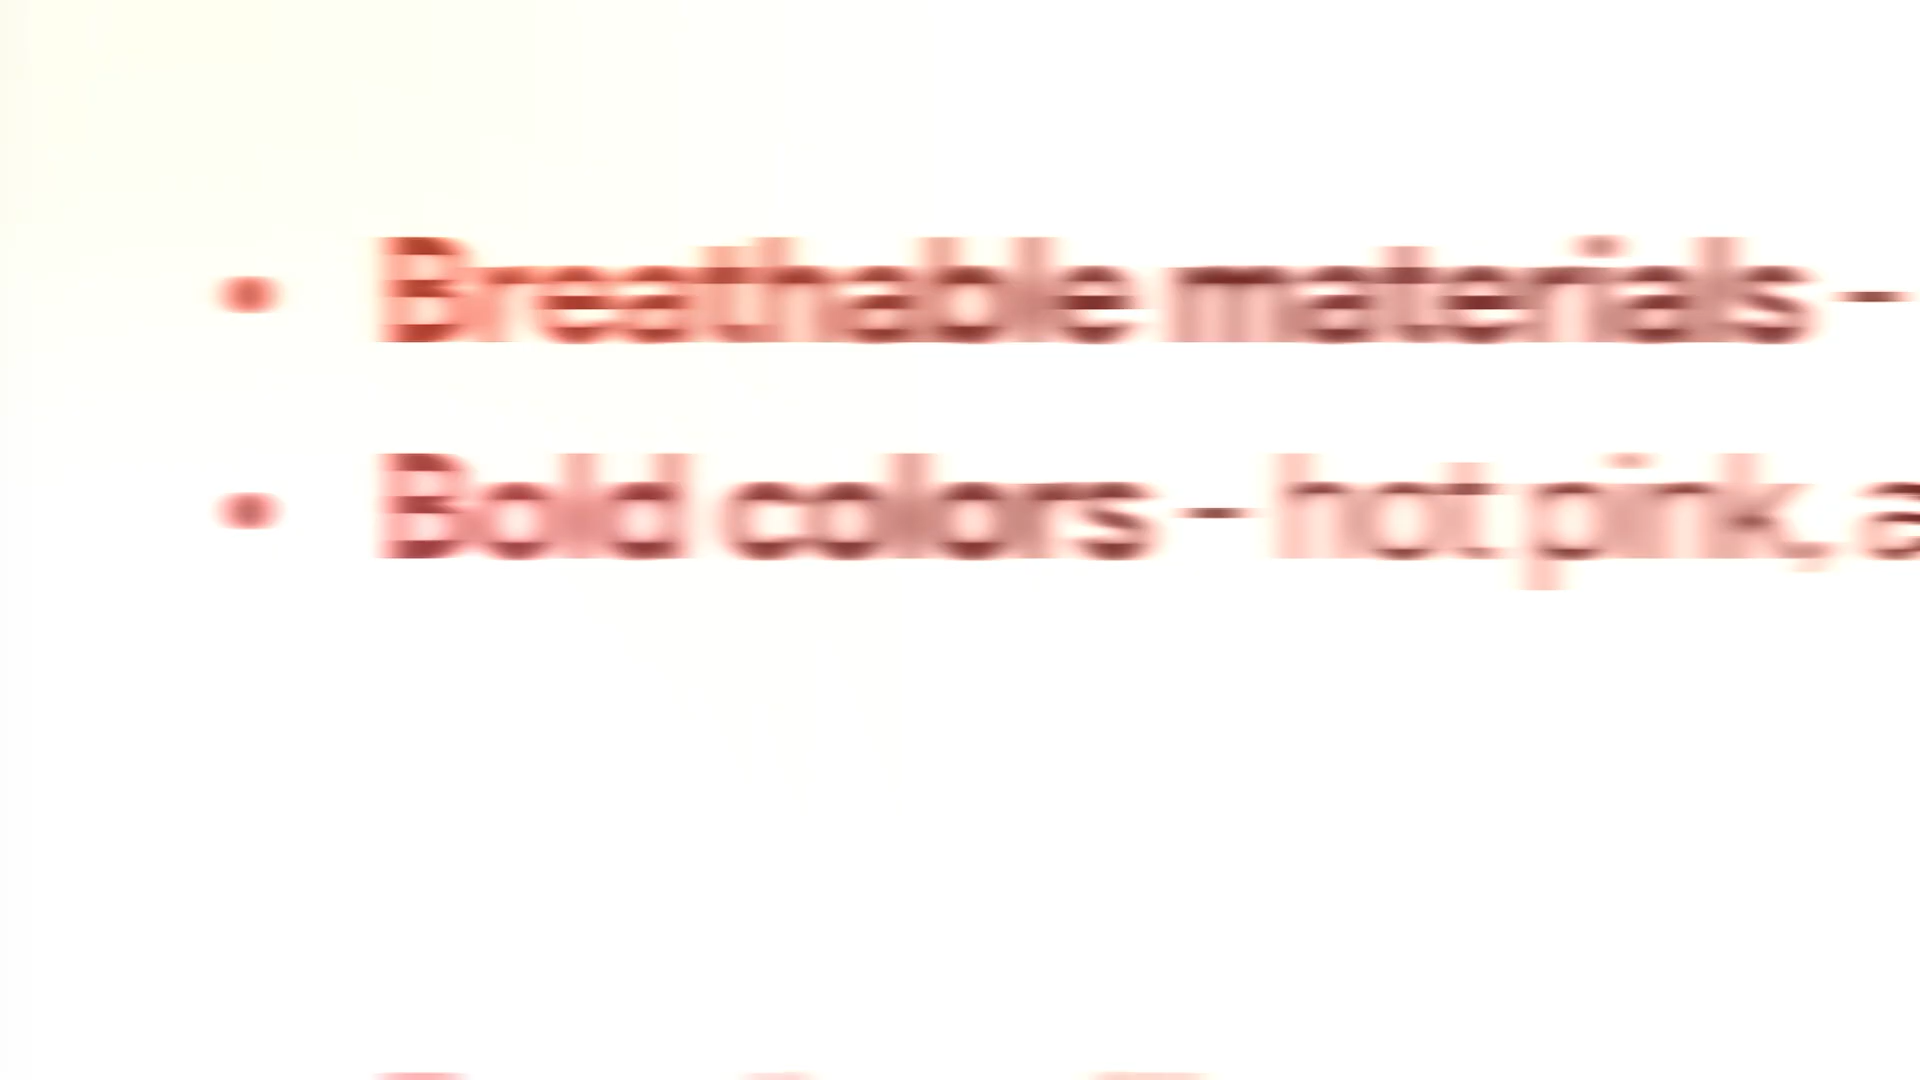 • Breathable materials –
• Bold colors – hot pink, a